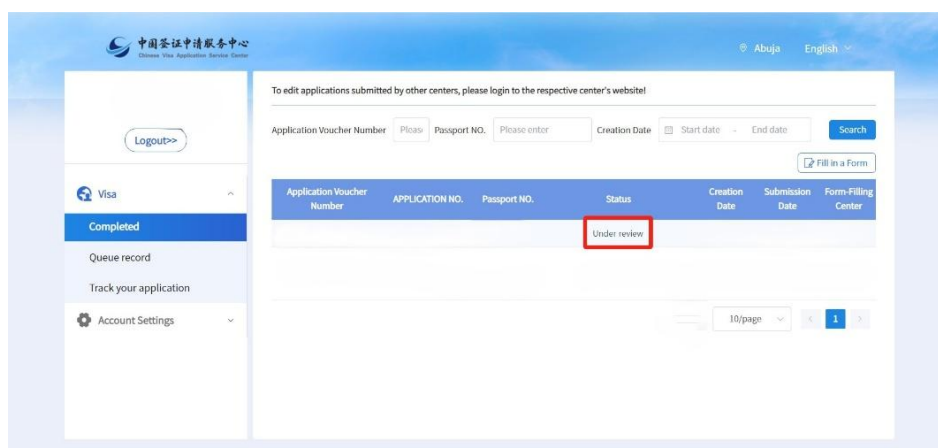 中国签证申请服务中心
Chinese Visa Application Service Center
Abuja English
To edit applications submitted by other centers, please login to the respective center's website!
Application Voucher Number Pleas Passport NO. Please enter Creation Date Start date - End date Search
Logout>>
Fill in a Form
Visa
Application Voucher Number APPLICATION NO. Passport NO. Status Creation Date Submission Date Form-Filling Center
Completed
Under review
Queue record
Track your application
Account Settings
10/page < 1 >